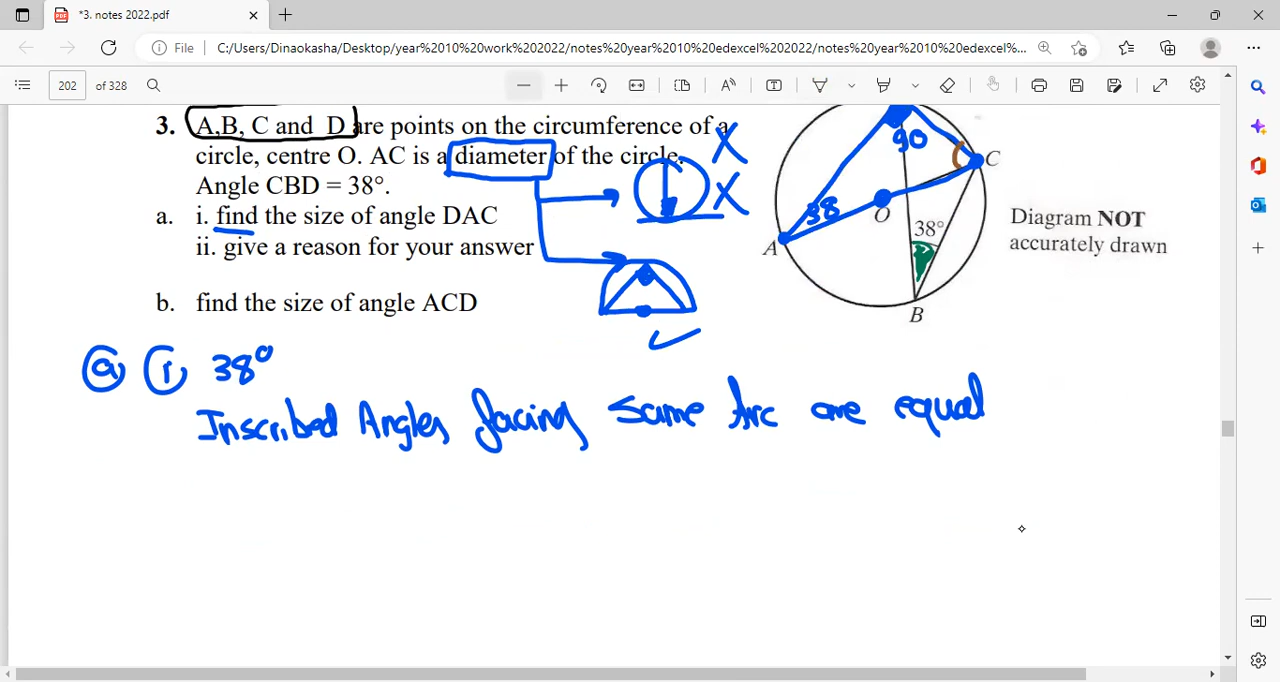 *3. notes 2022.pdf
File
C:/Users/Dinaokasha/Desktop/year%2010%20work%202022/notes%20year%2010%20edexcel%202022/notes%20year%2010%20edexcel%...
202 of 328
3. A,B, C and D are points on the circumference of a
circle, centre O. AC is a diameter of the circle.
Angle CBD = 38°.
a. i. find the size of angle DAC
ii. give a reason for your answer
b. find the size of angle ACD
X
X
90
C
38
O
A
38°
B
Diagram NOT
accurately drawn
a i 38°
Inscribed Angles facing same Arc are equal